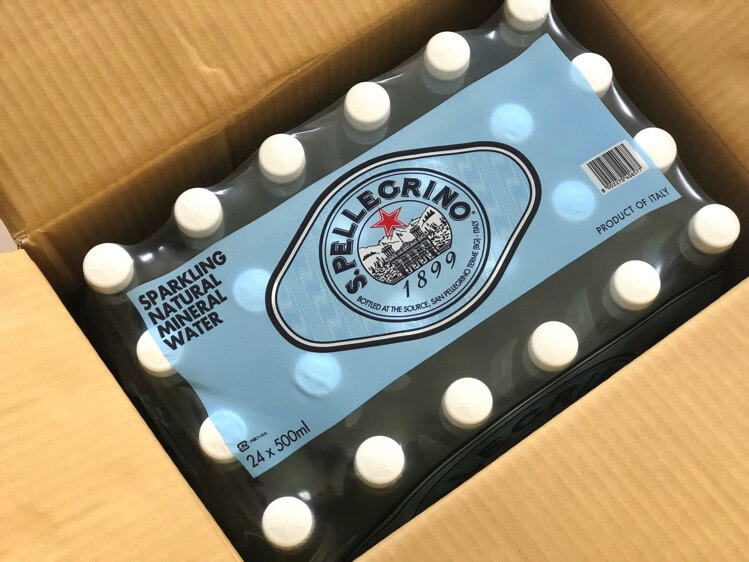 S.PELLEGRINO®
1899
BOTTLED AT THE SOURCE, SAN PELLEGRINO TERME (BG) - ITALY
SPARKLING
NATURAL
MINERAL
WATER
24 x 500ml
PRODUCT OF ITALY